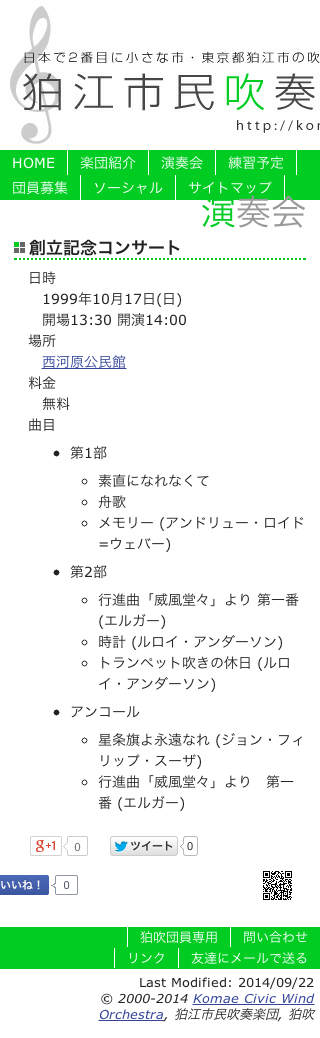 日本で2番目に小さな市・東京都狛江市の吹
狛江市民吹奏
http://kor
HOME 楽団紹介 演奏会 練習予定
団員募集 ソーシャル サイトマップ
演奏会
創立記念コンサート
日時
1999年10月17日(日)
開場13:30 開演14:00
場所
西河原公民館
料金
無料
曲目
• 第1部
◦ 素直になれなくて
◦ 舟歌
◦ メモリー (アンドリュー・ロイド
=ウェバー)
• 第2部
◦ 行進曲「威風堂々」より 第一番
(エルガー)
◦ 時計 (ルロイ・アンダーソン)
◦ トランペット吹きの休日 (ルロ
イ・アンダーソン)
• アンコール
◦ 星条旗よ永遠なれ (ジョン・フィ
リップ・スーザ)
◦ 行進曲「威風堂々」より　第一
番 (エルガー)
g+1 0 ツイート 0
いいね！ 0
狛吹団員専用 問い合わせ
リンク 友達にメールで送る
Last Modified: 2014/09/22
© 2000-2014 Komae Civic Wind
Orchestra, 狛江市民吹奏楽団, 狛吹